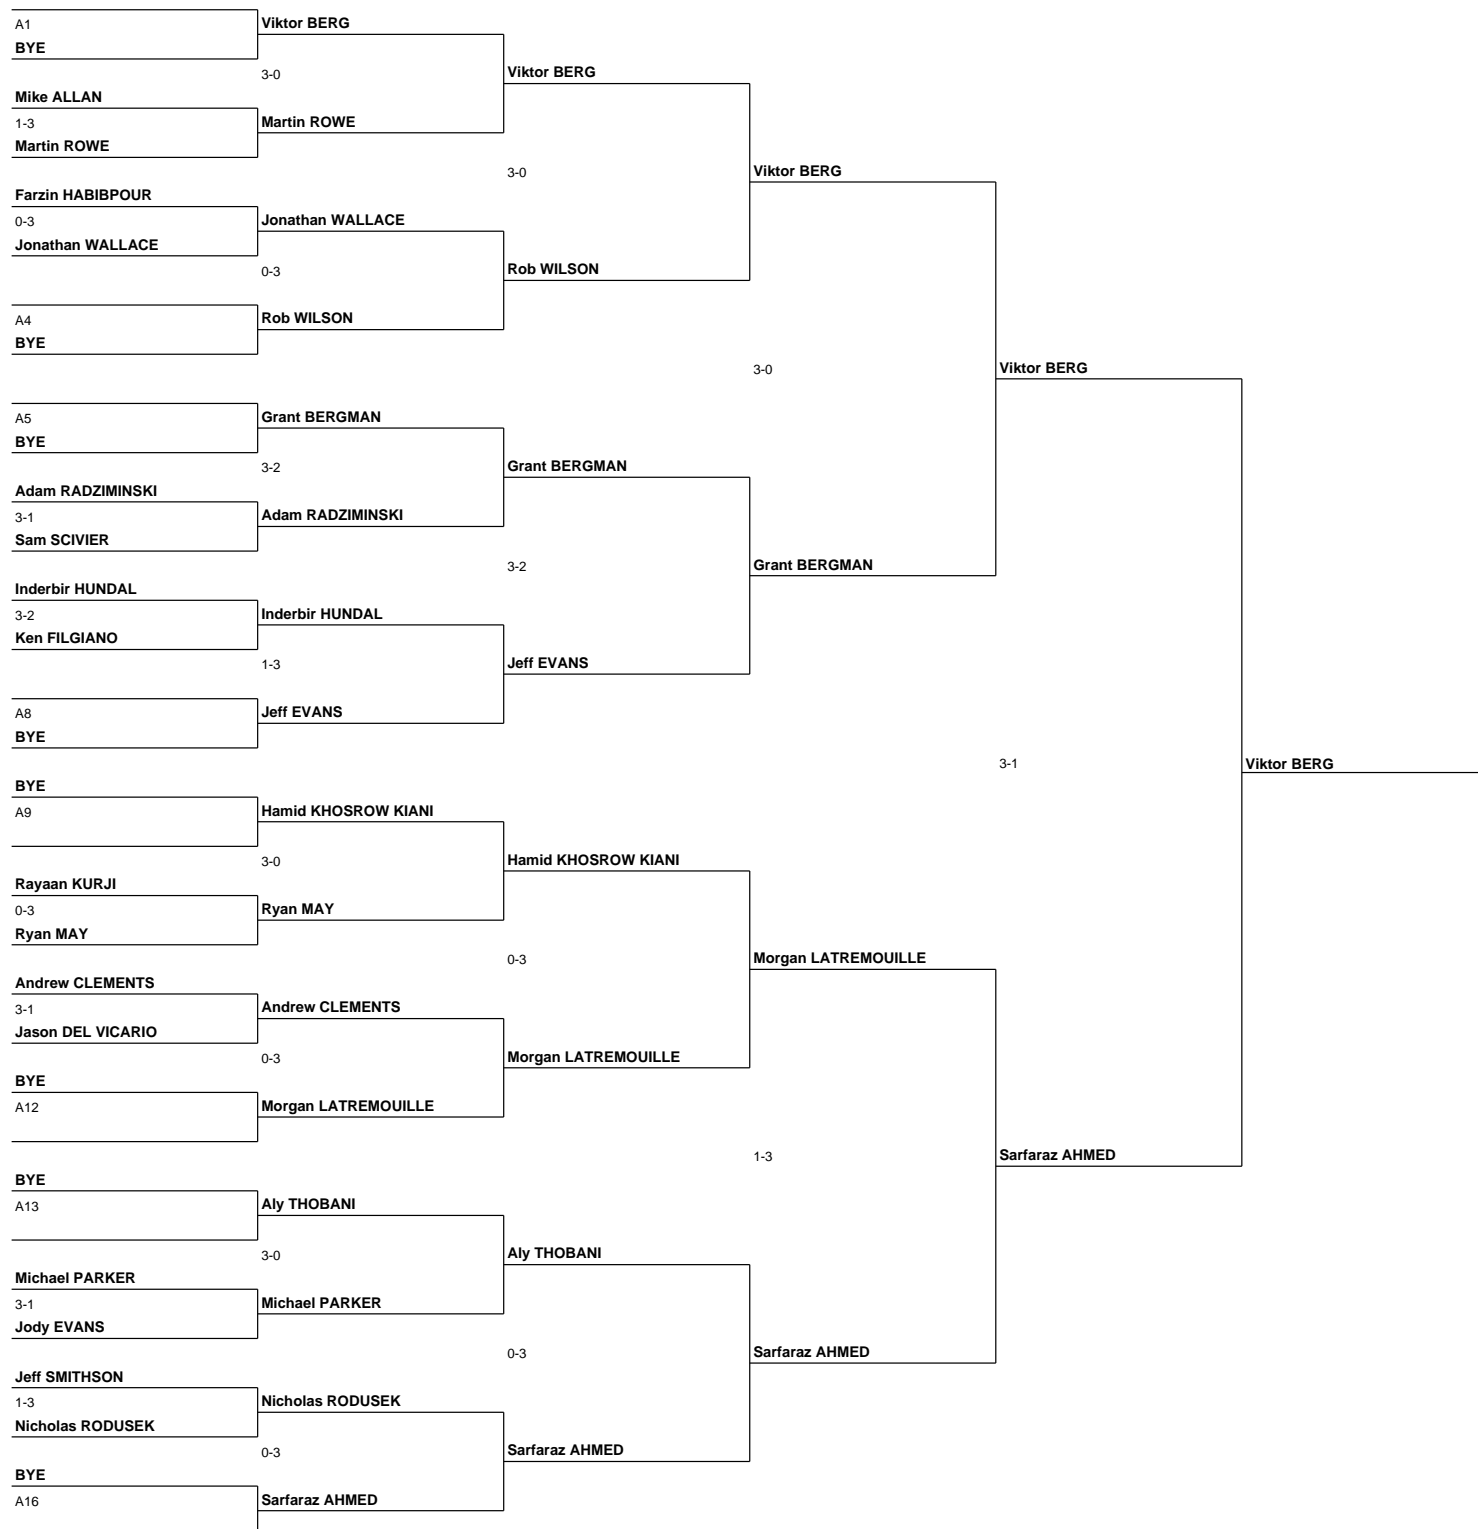 A1
BYE
Mike ALLAN
1-3
Martin ROWE
Farzin HABIBPOUR
0-3
Jonathan WALLACE
A4
BYE
A5
BYE
Adam RADZIMINSKI
3-1
Sam SCIVIER
Inderbir HUNDAL
3-2
Ken FILGIANO
A8
BYE
BYE
A9
Rayaan KURJI
0-3
Ryan MAY
Andrew CLEMENTS
3-1
Jason DEL VICARIO
BYE
A12
BYE
A13
Michael PARKER
3-1
Jody EVANS
Jeff SMITHSON
1-3
Nicholas RODUSEK
BYE
A16
Viktor BERG
3-0
Martin ROWE
Jonathan WALLACE
0-3
Rob WILSON
Grant BERGMAN
3-2
Adam RADZIMINSKI
Inderbir HUNDAL
1-3
Jeff EVANS
Hamid KHOSROW KIANI
3-0
Ryan MAY
Andrew CLEMENTS
0-3
Morgan LATREMOUILLE
Aly THOBANI
3-0
Michael PARKER
Nicholas RODUSEK
0-3
Sarfaraz AHMED
Viktor BERG
3-0
Rob WILSON
Grant BERGMAN
3-2
Jeff EVANS
Hamid KHOSROW KIANI
0-3
Morgan LATREMOUILLE
Aly THOBANI
0-3
Sarfaraz AHMED
Viktor BERG
3-0
Grant BERGMAN
Morgan LATREMOUILLE
1-3
Sarfaraz AHMED
Viktor BERG
3-1
Sarfaraz AHMED
Viktor BERG